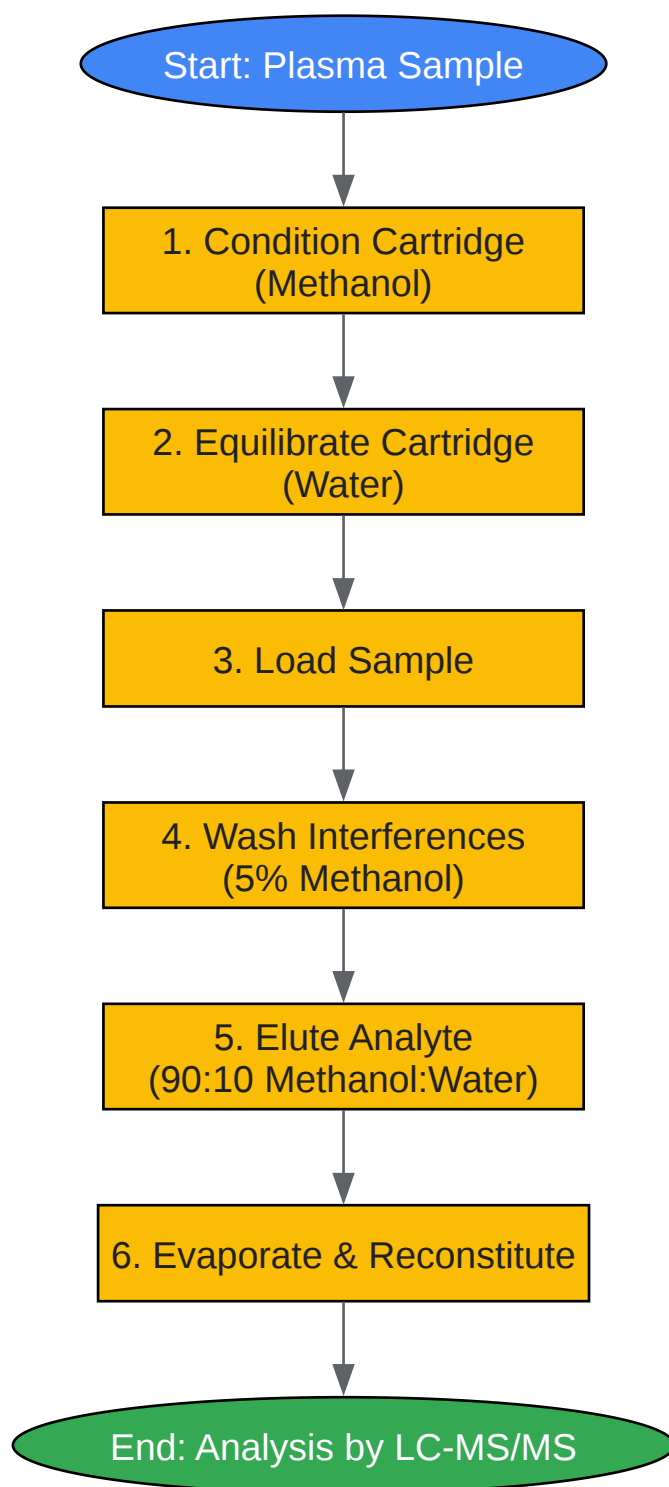 Start: Plasma Sample
1. Condition Cartridge
(Methanol)
2. Equilibrate Cartridge
(Water)
3. Load Sample
4. Wash Interferences
(5% Methanol)
5. Elute Analyte
(90:10 Methanol:Water)
6. Evaporate & Reconstitute
End: Analysis by LC-MS/MS